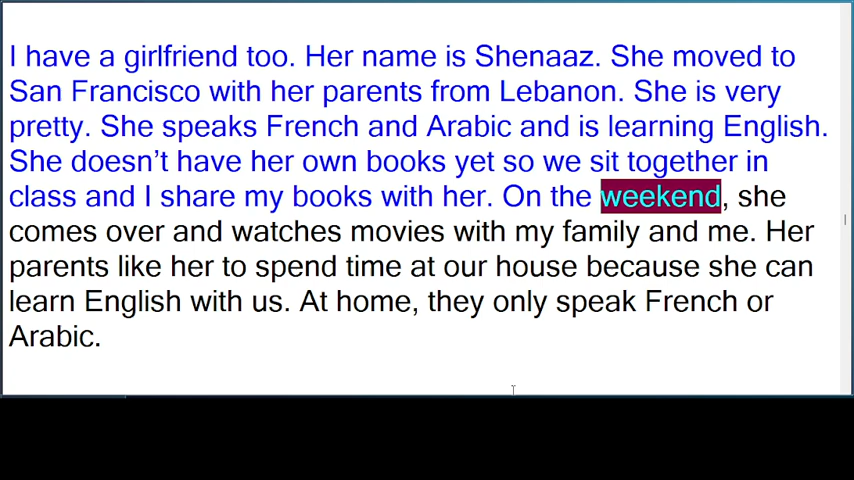 I have a girlfriend too. Her name is Shenaaz. She moved to
San Francisco with her parents from Lebanon. She is very
pretty. She speaks French and Arabic and is learning English.
She doesn’t have her own books yet so we sit together in
class and I share my books with her. On the weekend, she
comes over and watches movies with my family and me. Her
parents like her to spend time at our house because she can
learn English with us. At home, they only speak French or
Arabic.